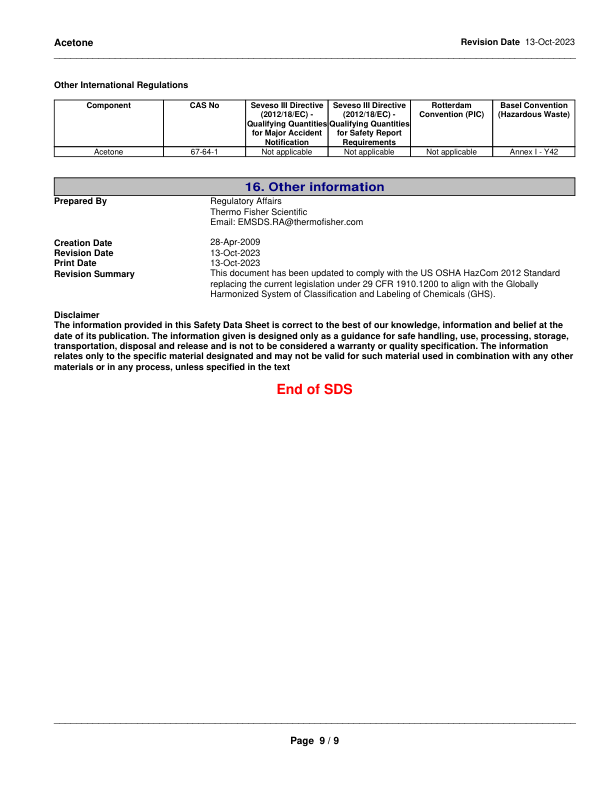 Acetone
Revision Date 13-Oct-2023
Other International Regulations
Component
CAS No
Seveso III Directive
(2012/18/EC) -
Qualifying Quantities
for Major Accident
Notification
Seveso III Directive
(2012/18/EC) -
Qualifying Quantities
for Safety Report
Requirements
Rotterdam
Convention (PIC)
Basel Convention
(Hazardous Waste)
Acetone
67-64-1
Not applicable
Not applicable
Not applicable
Annex I - Y42
16. Other information
Prepared By
Regulatory Affairs
Thermo Fisher Scientific
Email: EMSDS.RA@thermofisher.com
Creation Date
28-Apr-2009
Revision Date
13-Oct-2023
Print Date
13-Oct-2023
Revision Summary
This document has been updated to comply with the US OSHA HazCom 2012 Standard
replacing the current legislation under 29 CFR 1910.1200 to align with the Globally
Harmonized System of Classification and Labeling of Chemicals (GHS).
Disclaimer
The information provided in this Safety Data Sheet is correct to the best of our knowledge, information and belief at the
date of its publication. The information given is designed only as a guidance for safe handling, use, processing, storage,
transportation, disposal and release and is not to be considered a warranty or quality specification. The information
relates only to the specific material designated and may not be valid for such material used in combination with any other
materials or in any process, unless specified in the text
End of SDS
Page 9 / 9